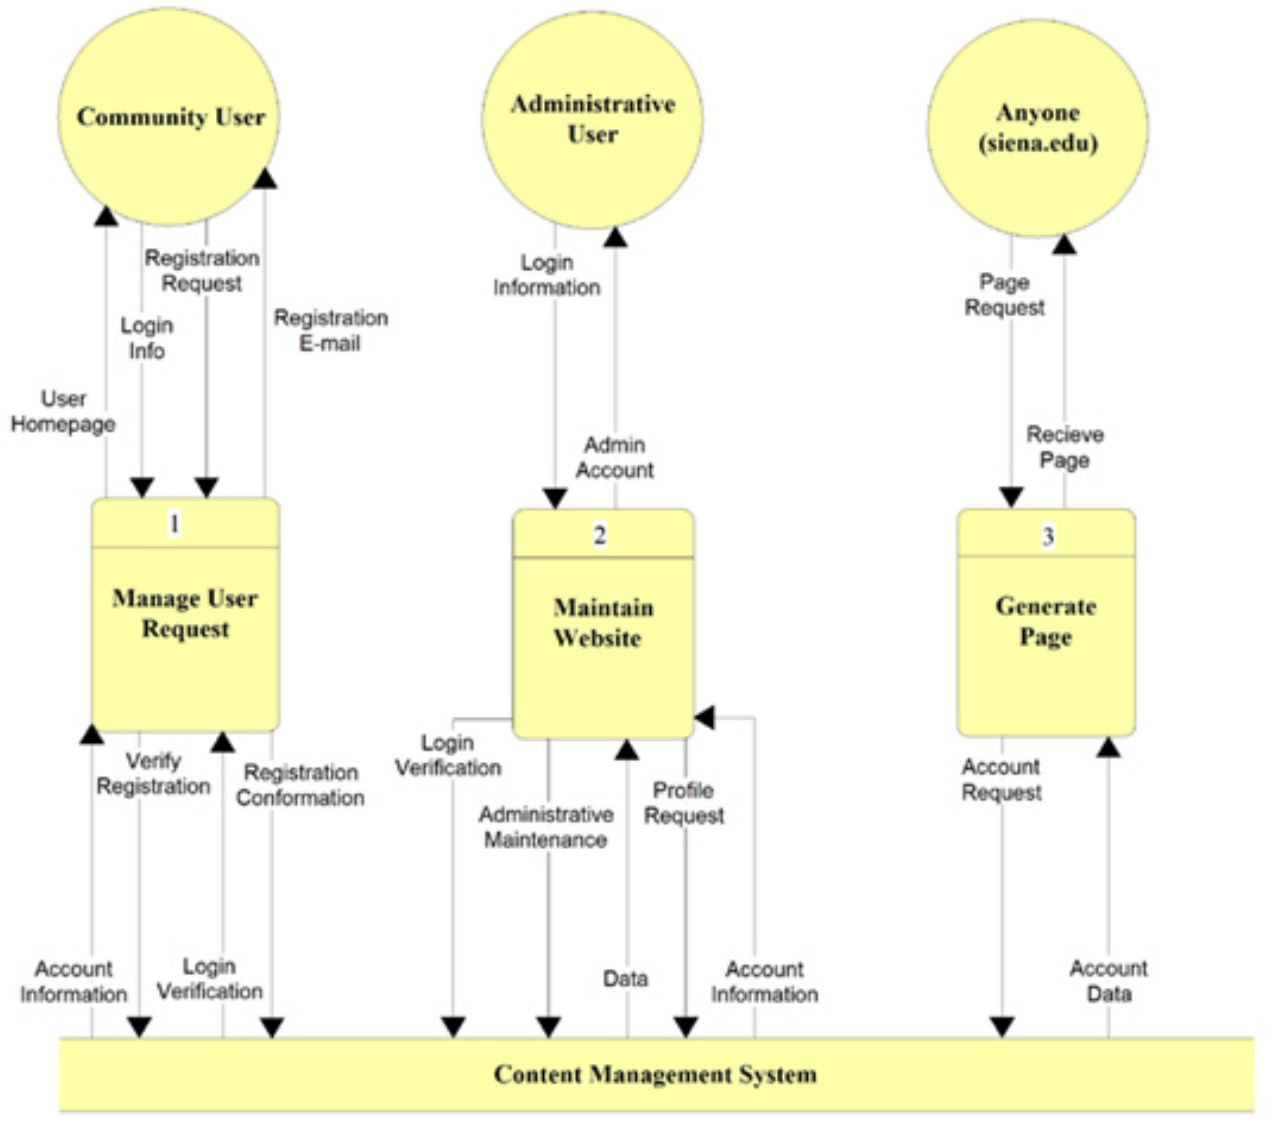 Community User
Administrative
User
Anyone
(siena.edu)
Registration
Request
Login
Info
Registration
E-mail
User
Homepage
Login
Information
Admin
Account
Page
Request
Recieve
Page
1
Manage User
Request
2
Maintain
Website
3
Generate
Page
Verify
Registration
Registration
Conformation
Account
Information
Login
Verification
Login
Verification
Administrative
Maintenance
Profile
Request
Data
Account
Information
Account
Request
Account
Data
Content Management System